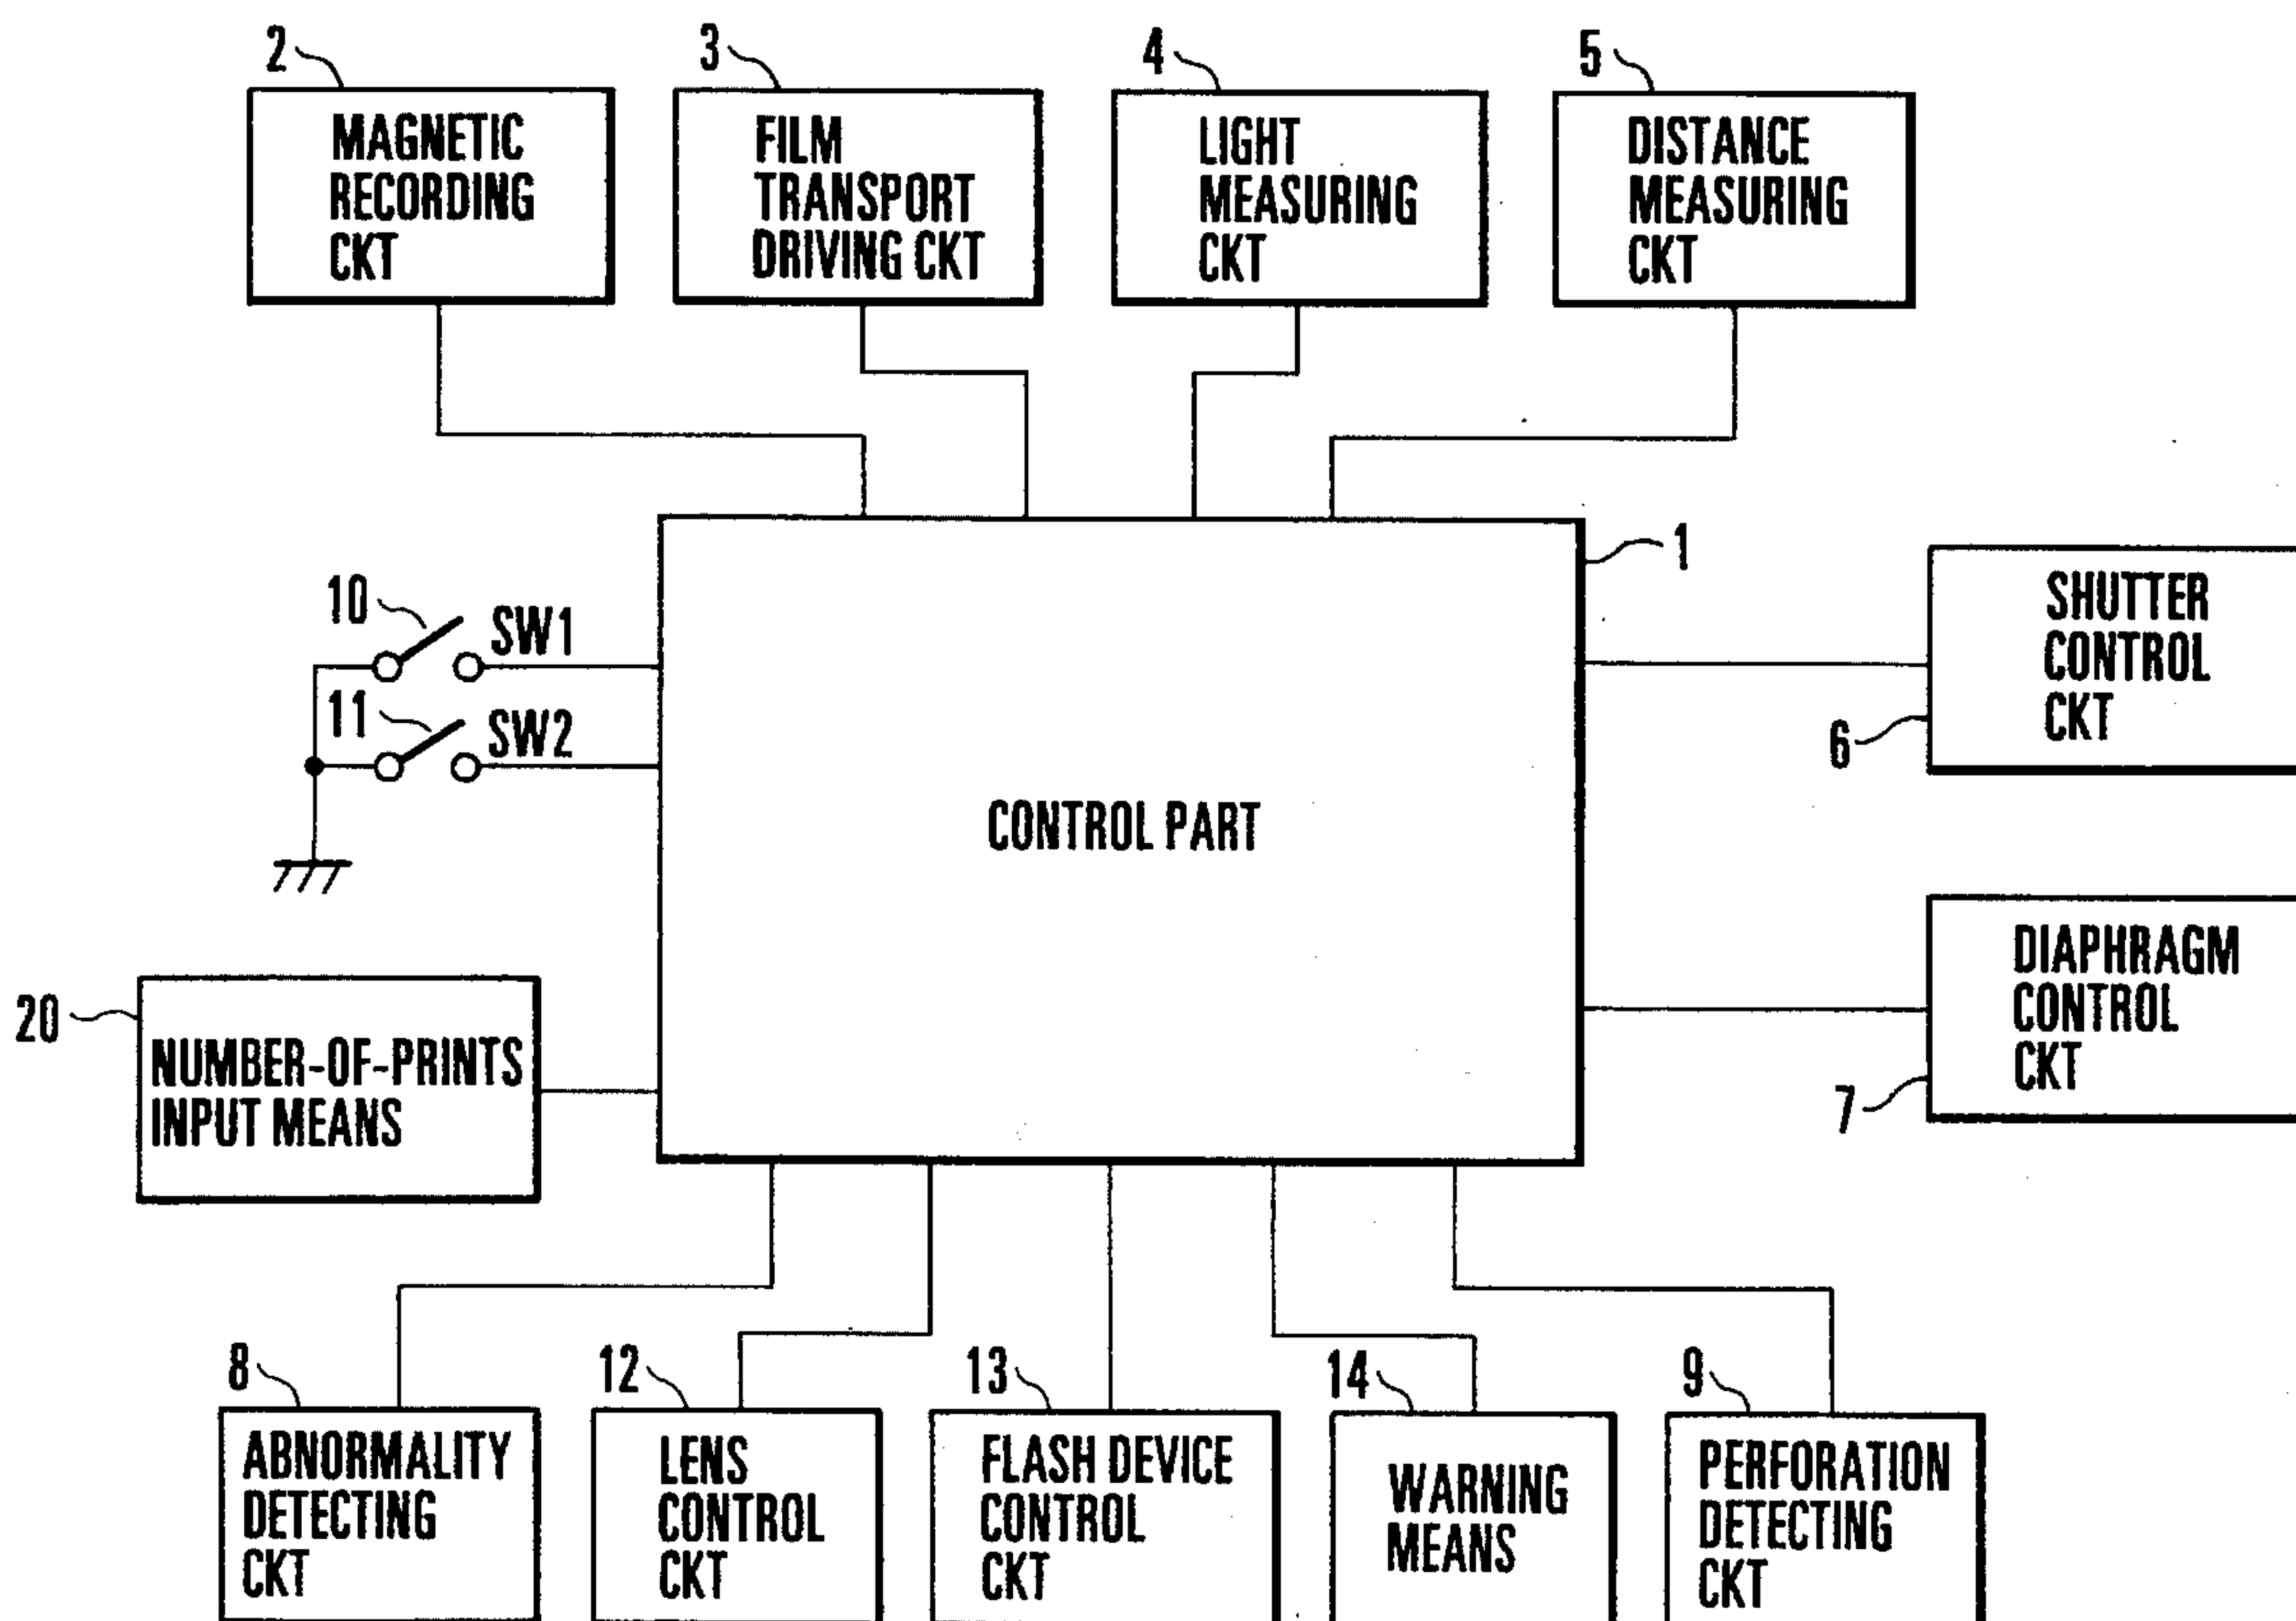 2
3
4
5
MAGNETIC
RECORDING
CKT
FILM
TRANSPORT
DRIVING CKT
LIGHT
MEASURING
CKT
DISTANCE
MEASURING
CKT
1
10
SW1
11
SW2
CONTROL PART
SHUTTER
CONTROL
CKT
6
DIAPHRAGM
CONTROL
CKT
7
20
NUMBER-OF-PRINTS
INPUT MEANS
8
12
13
14
9
ABNORMALITY
DETECTING
CKT
LENS
CONTROL
CKT
FLASH DEVICE
CONTROL
CKT
WARNING
MEANS
PERFORATION
DETECTING
CKT